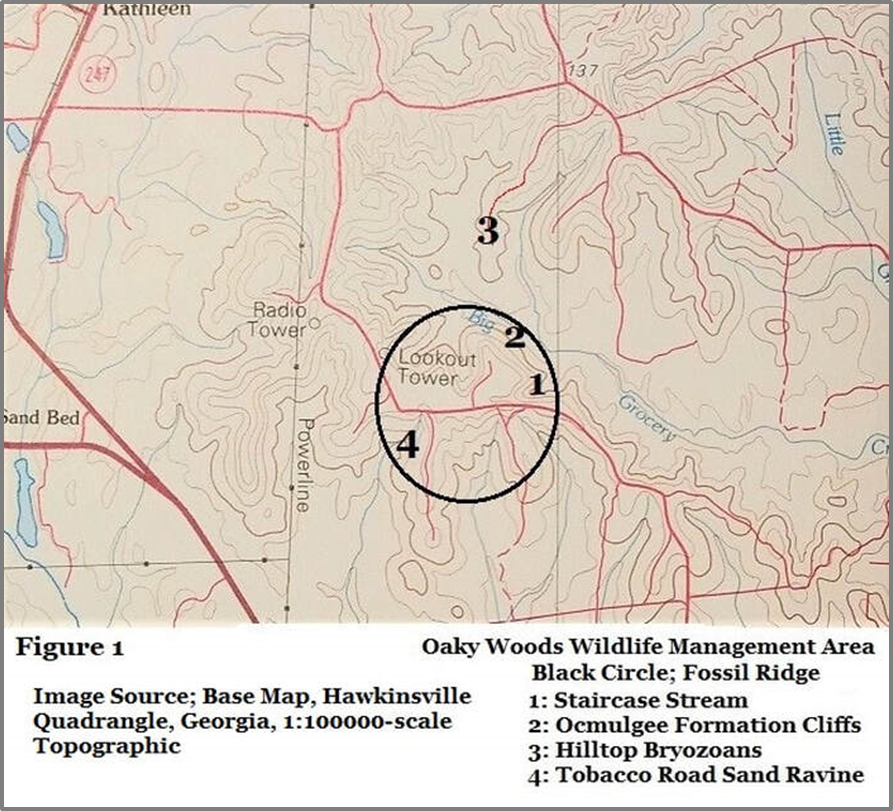 Kathleen
247
137
100
Little
3
Radio
Tower
Big
2
Lookout
Tower
1
Sand Bed
Grocery
4
Powerline
Figure 1
Oaky Woods Wildlife Management Area
Black Circle; Fossil Ridge
Image Source; Base Map, Hawkinsville
Quadrangle, Georgia, 1:100000-scale
Topographic
1: Staircase Stream
2: Ocmulgee Formation Cliffs
3: Hilltop Bryozoans
4: Tobacco Road Sand Ravine